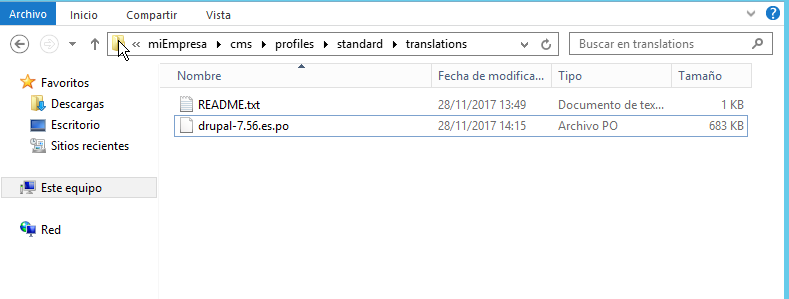 Archivo Inicio Compartir Vista
« miEmpresa cms profiles standard translations Buscar en translations
Favoritos
Descargas
Escritorio
Sitios recientes
Este equipo
Red
Nombre Fecha de modifica... Tipo Tamaño
README.txt 28/11/2017 13:49 Documento de tex... 1 KB
drupal-7.56.es.po 28/11/2017 14:15 Archivo PO 683 KB